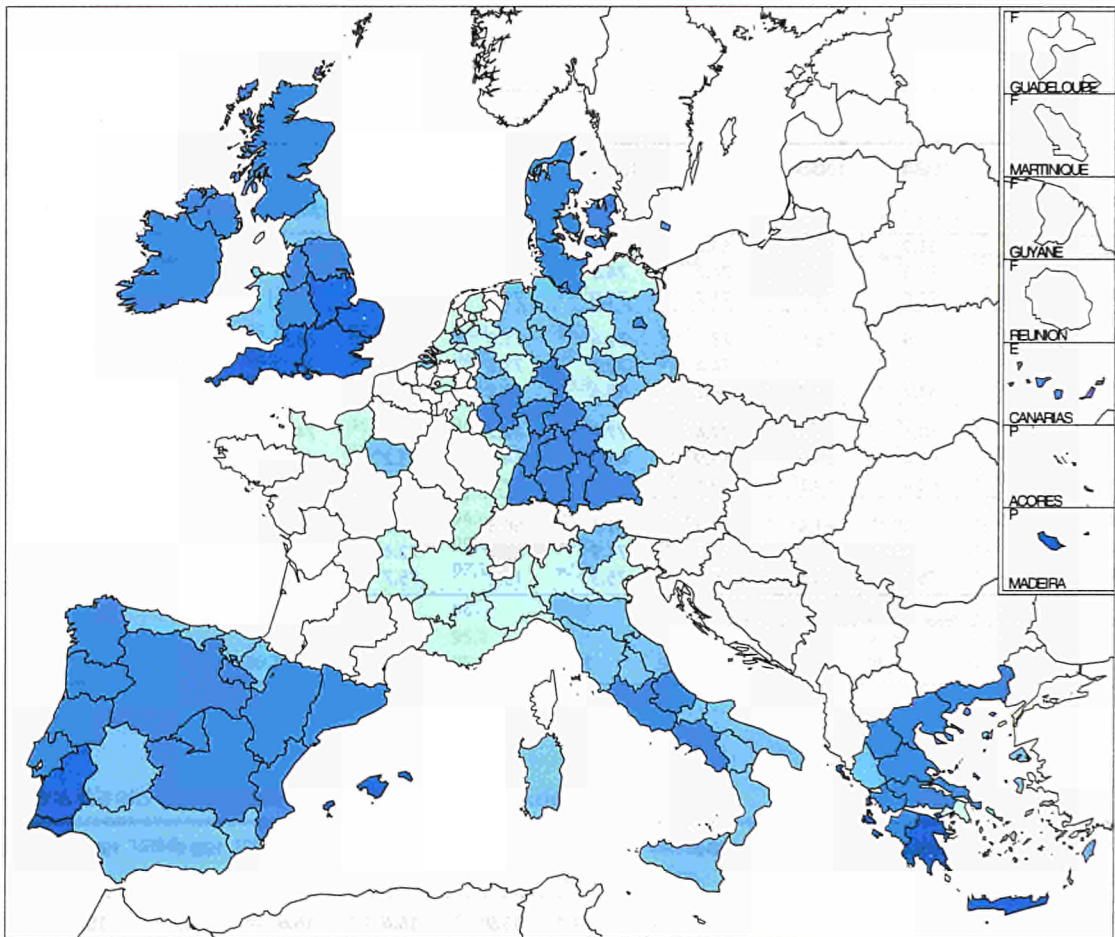 F
GUADELOUPE
F
MARTINIQUE
F
GUYANE
F
REUNION
E
CANARIAS
P
ACORES
P
MADEIRA